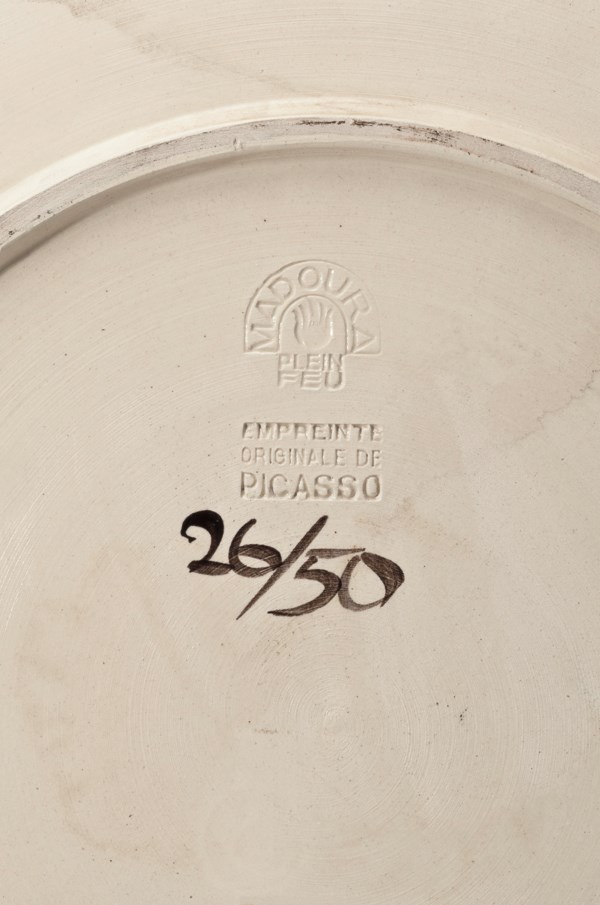 MADOURA
PLEIN
FEU
EMPREINTE
ORIGINALE DE
PICASSO
26/50